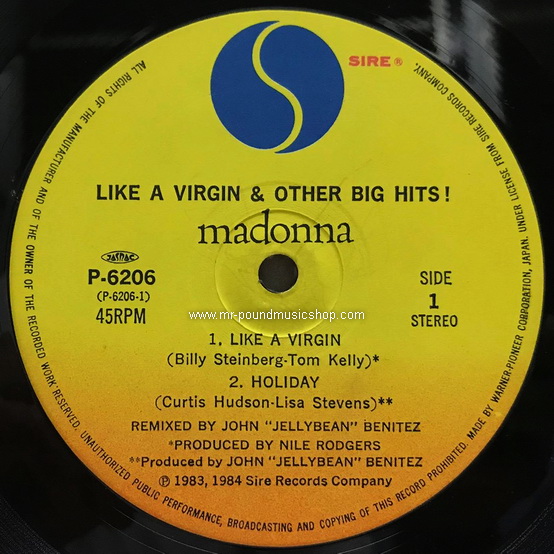 SIRE ®
LIKE A VIRGIN & OTHER BIG HITS!
madonna
JASRAC
P-6206
(P-6206-1)
45RPM
SIDE
1
STEREO
www.mr-poundmusicshop.com
1. LIKE A VIRGIN
(Billy Steinberg-Tom Kelly)*
2. HOLIDAY
(Curtis Hudson-Lisa Stevens)**
REMIXED BY JOHN "JELLYBEAN" BENITEZ
*PRODUCED BY NILE RODGERS
**Produced by JOHN "JELLYBEAN" BENITEZ
℗ 1983, 1984 Sire Records Company
ALL RIGHTS OF THE MANUFACTURER AND OF THE OWNER OF THE RECORDED WORK RESERVED. UNAUTHORIZED PUBLIC PERFORMANCE, BROADCASTING AND COPYING OF THIS RECORD PROHIBITED. MADE BY WARNER-PIONEER CORPORATION, JAPAN. UNDER LICENSE FROM SIRE RECORDS COMPANY.